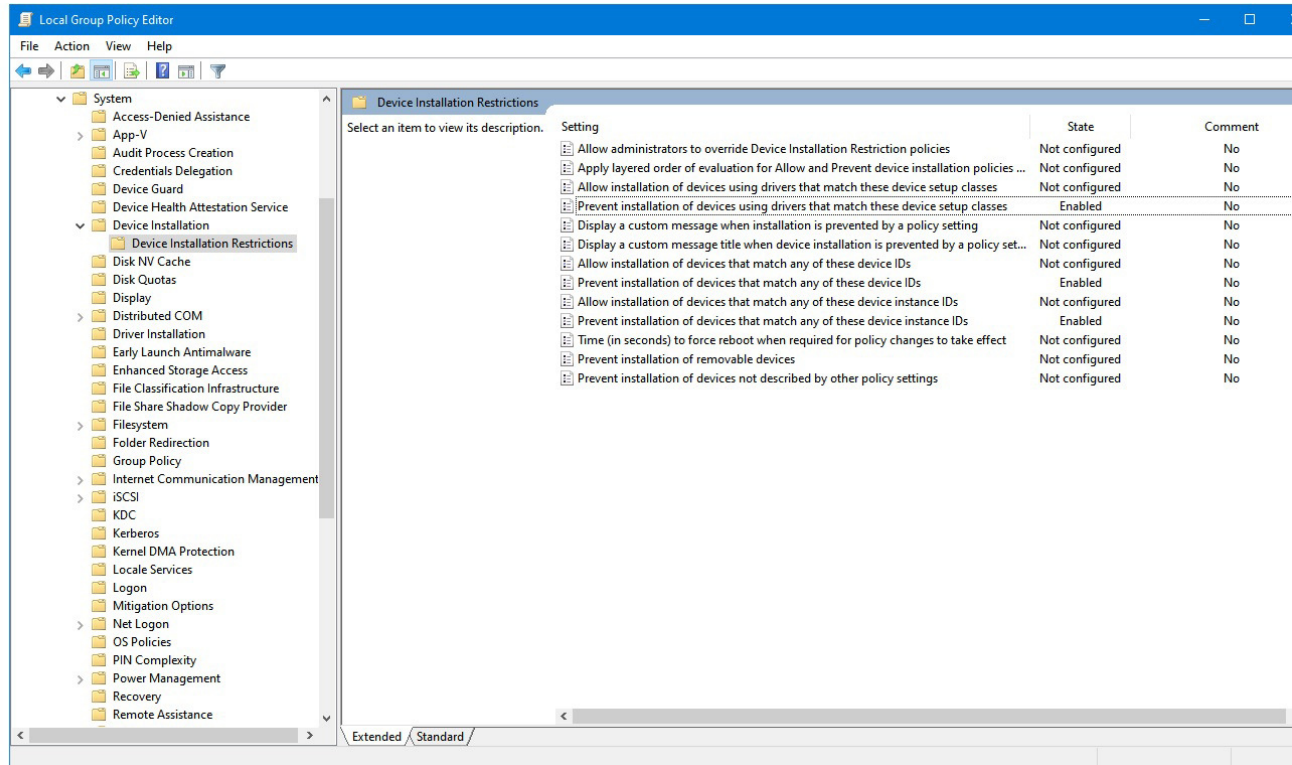 Local Group Policy Editor
File Action View Help
System
Access-Denied Assistance
App-V
Audit Process Creation
Credentials Delegation
Device Guard
Device Health Attestation Service
Device Installation
Device Installation Restrictions
Disk NV Cache
Disk Quotas
Display
Distributed COM
Driver Installation
Early Launch Antimalware
Enhanced Storage Access
File Classification Infrastructure
File Share Shadow Copy Provider
Filesystem
Folder Redirection
Group Policy
Internet Communication Management
iSCSI
KDC
Kerberos
Kernel DMA Protection
Locale Services
Logon
Mitigation Options
Net Logon
OS Policies
PIN Complexity
Power Management
Recovery
Remote Assistance
Device Installation Restrictions
Select an item to view its description.
Setting State Comment
Allow administrators to override Device Installation Restriction policies Not configured No
Apply layered order of evaluation for Allow and Prevent device installation policies ... Not configured No
Allow installation of devices using drivers that match these device setup classes Not configured No
Prevent installation of devices using drivers that match these device setup classes Enabled No
Display a custom message when installation is prevented by a policy setting Not configured No
Display a custom message title when device installation is prevented by a policy set... Not configured No
Allow installation of devices that match any of these device IDs Not configured No
Prevent installation of devices that match any of these device IDs Enabled No
Allow installation of devices that match any of these device instance IDs Not configured No
Prevent installation of devices that match any of these device instance IDs Enabled No
Time (in seconds) to force reboot when required for policy changes to take effect Not configured No
Prevent installation of removable devices Not configured No
Prevent installation of devices not described by other policy settings Not configured No
Extended Standard